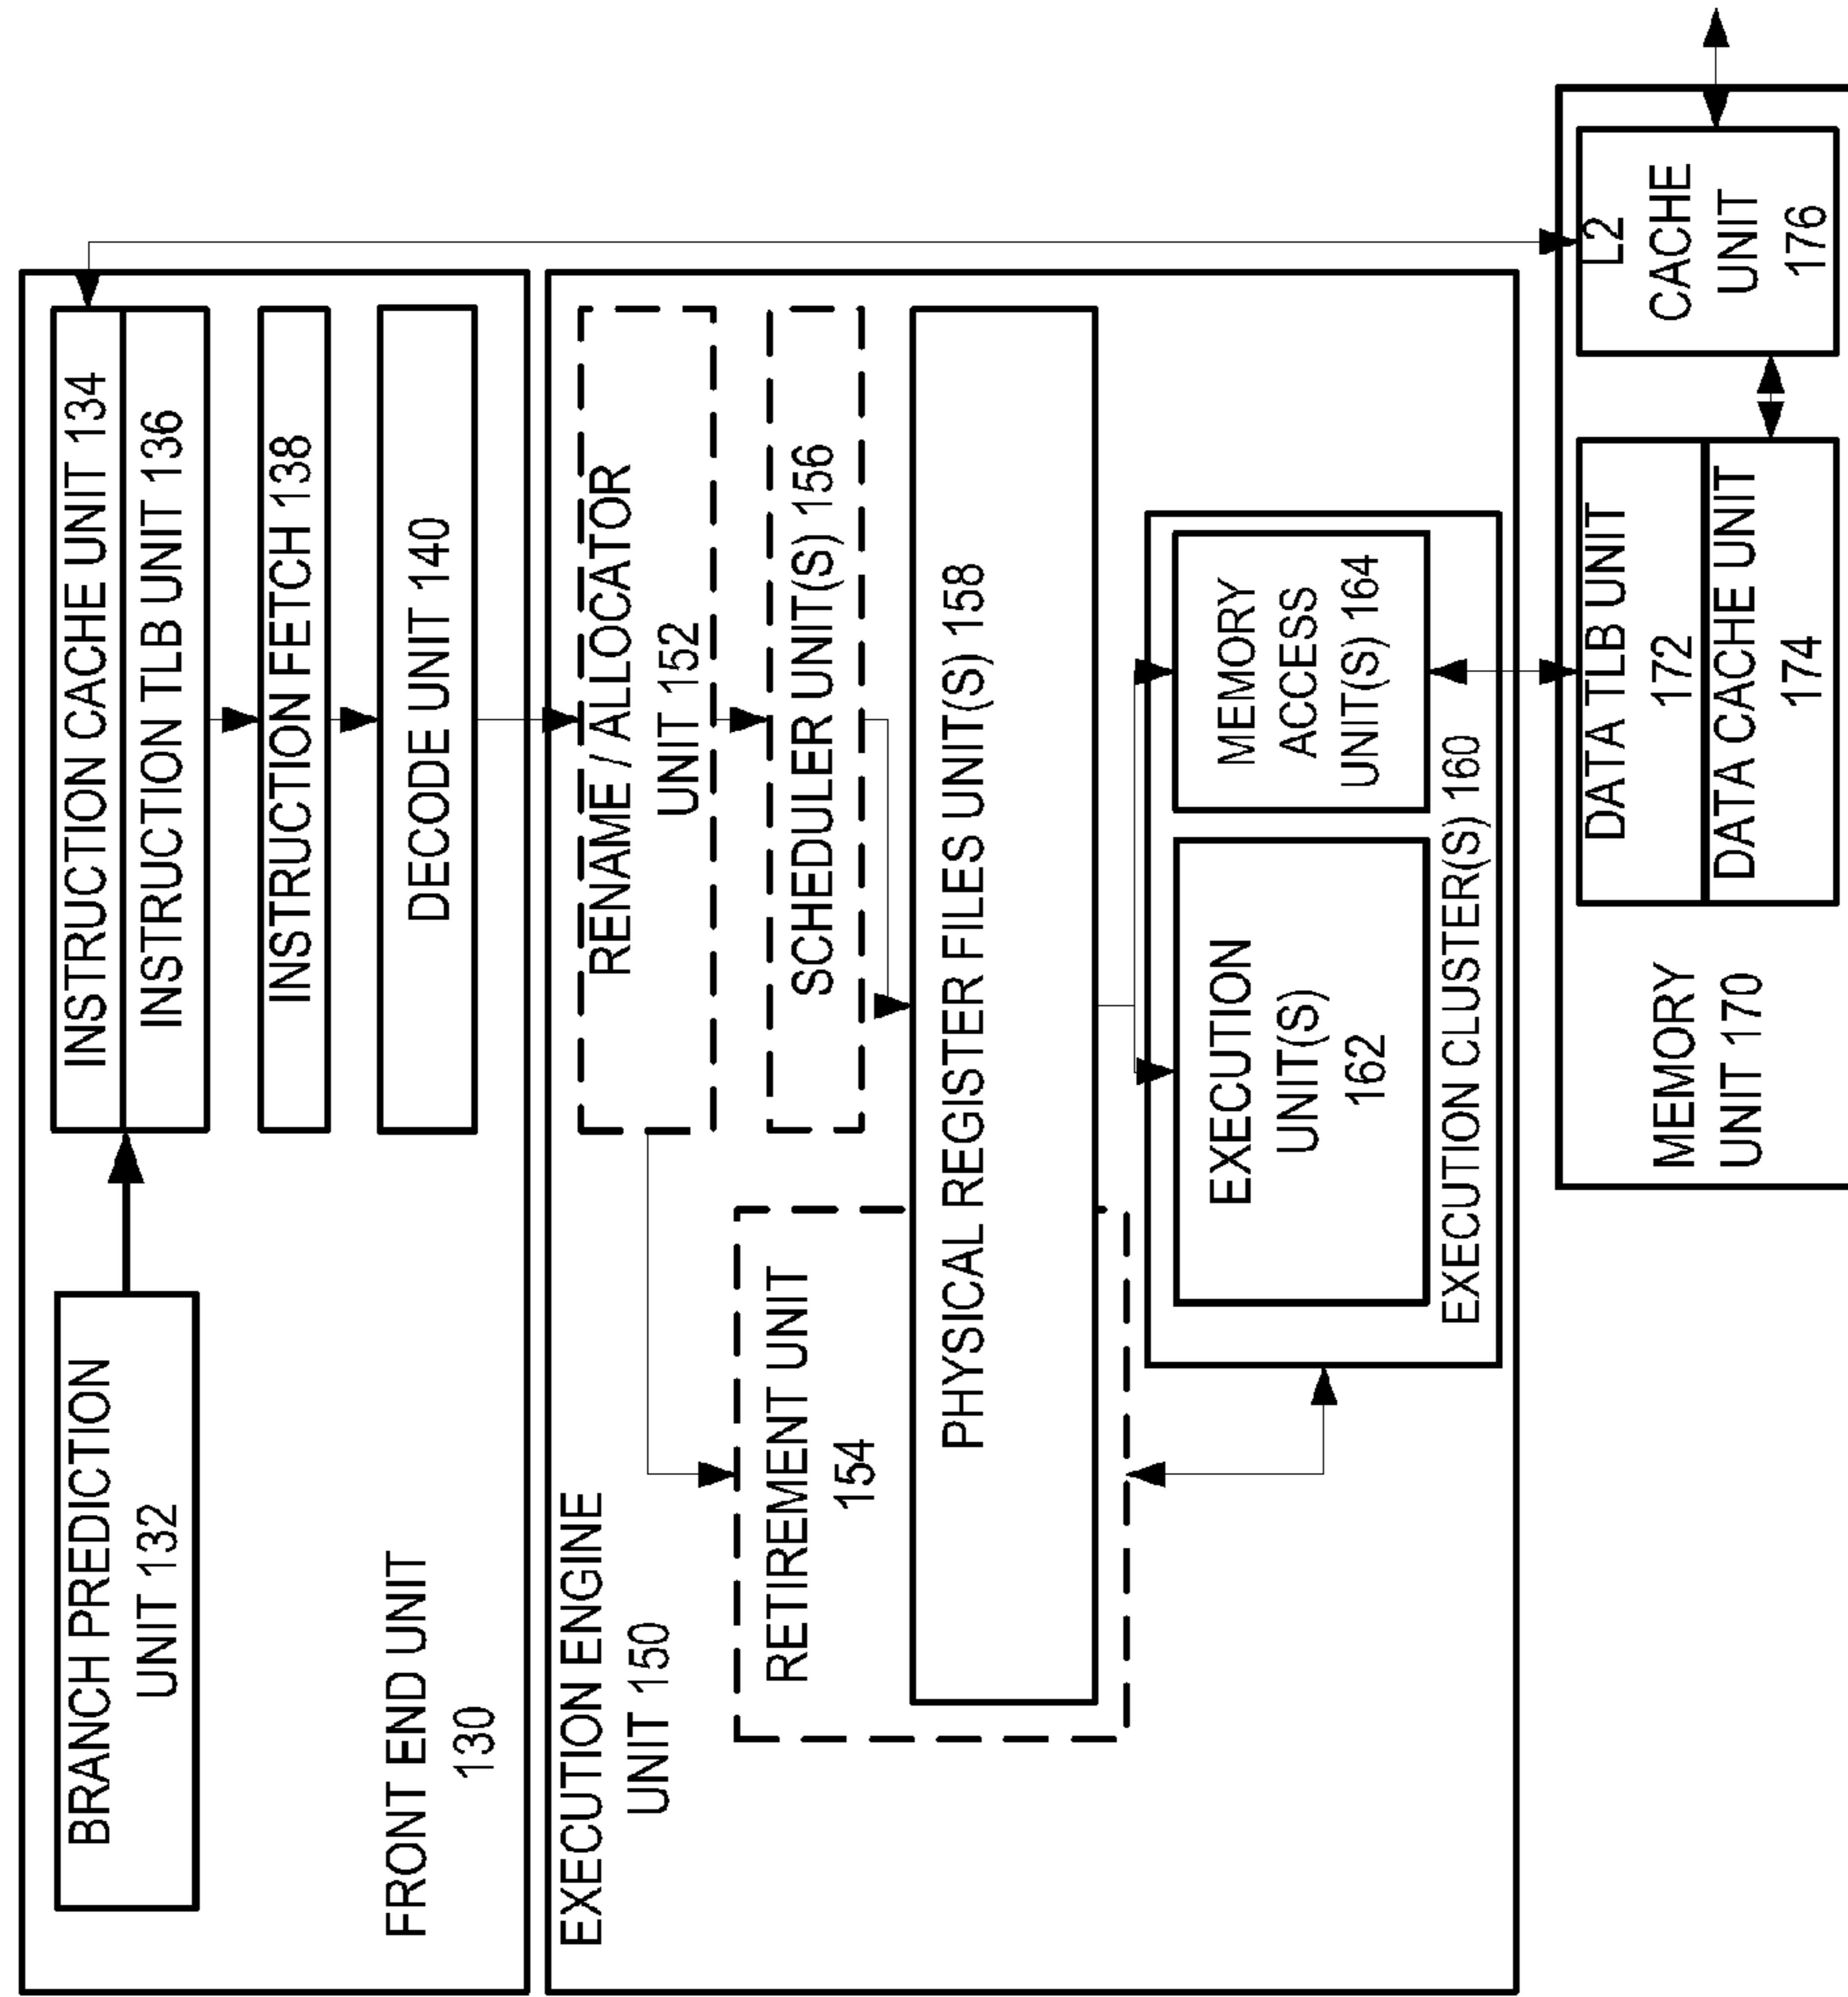 BRANCH PREDICTION
UNIT 132
INSTRUCTION CACHE UNIT 134
INSTRUCTION TLB UNIT 136
INSTRUCTION FETCH 138
DECODE UNIT 140
FRONT END UNIT
130
EXECUTION ENGINE
UNIT 150
RENAME / ALLOCATOR
UNIT 152
RETIREMENT UNIT
154
SCHEDULER UNIT(S) 156
PHYSICAL REGISTER FILES UNIT(S) 158
EXECUTION
UNIT(S)
162
MEMORY
ACCESS
UNIT(S) 164
EXECUTION CLUSTER(S) 160
MEMORY
UNIT 170
DATA TLB UNIT
172
DATA CACHE UNIT
174
L2
CACHE
UNIT
176